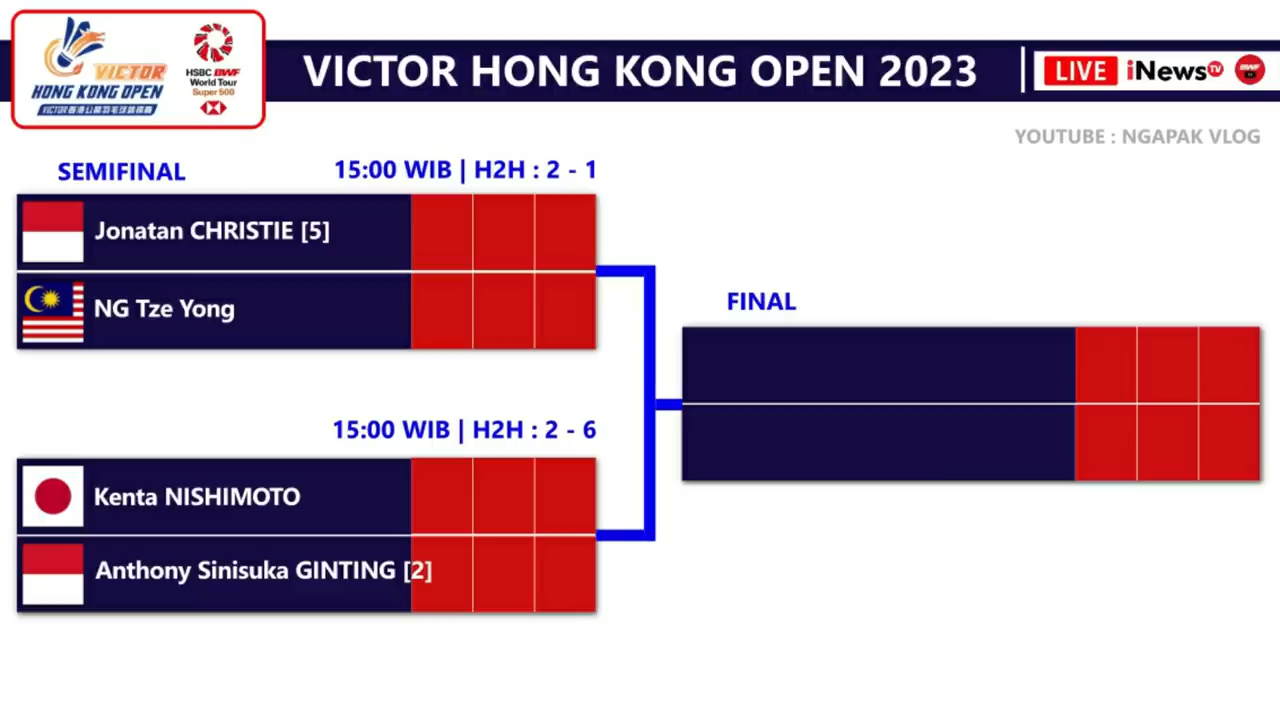 VICTOR
HONG KONG OPEN
HSBC BWF
World Tour
Super 500
VICTOR HONG KONG OPEN 2023
LIVE iNews TV
YOUTUBE : NGAPAK VLOG
SEMIFINAL 15:00 WIB | H2H : 2 - 1
Jonatan CHRISTIE [5]
NG Tze Yong
FINAL
15:00 WIB | H2H : 2 - 6
Kenta NISHIMOTO
Anthony Sinisuka GINTING [2]